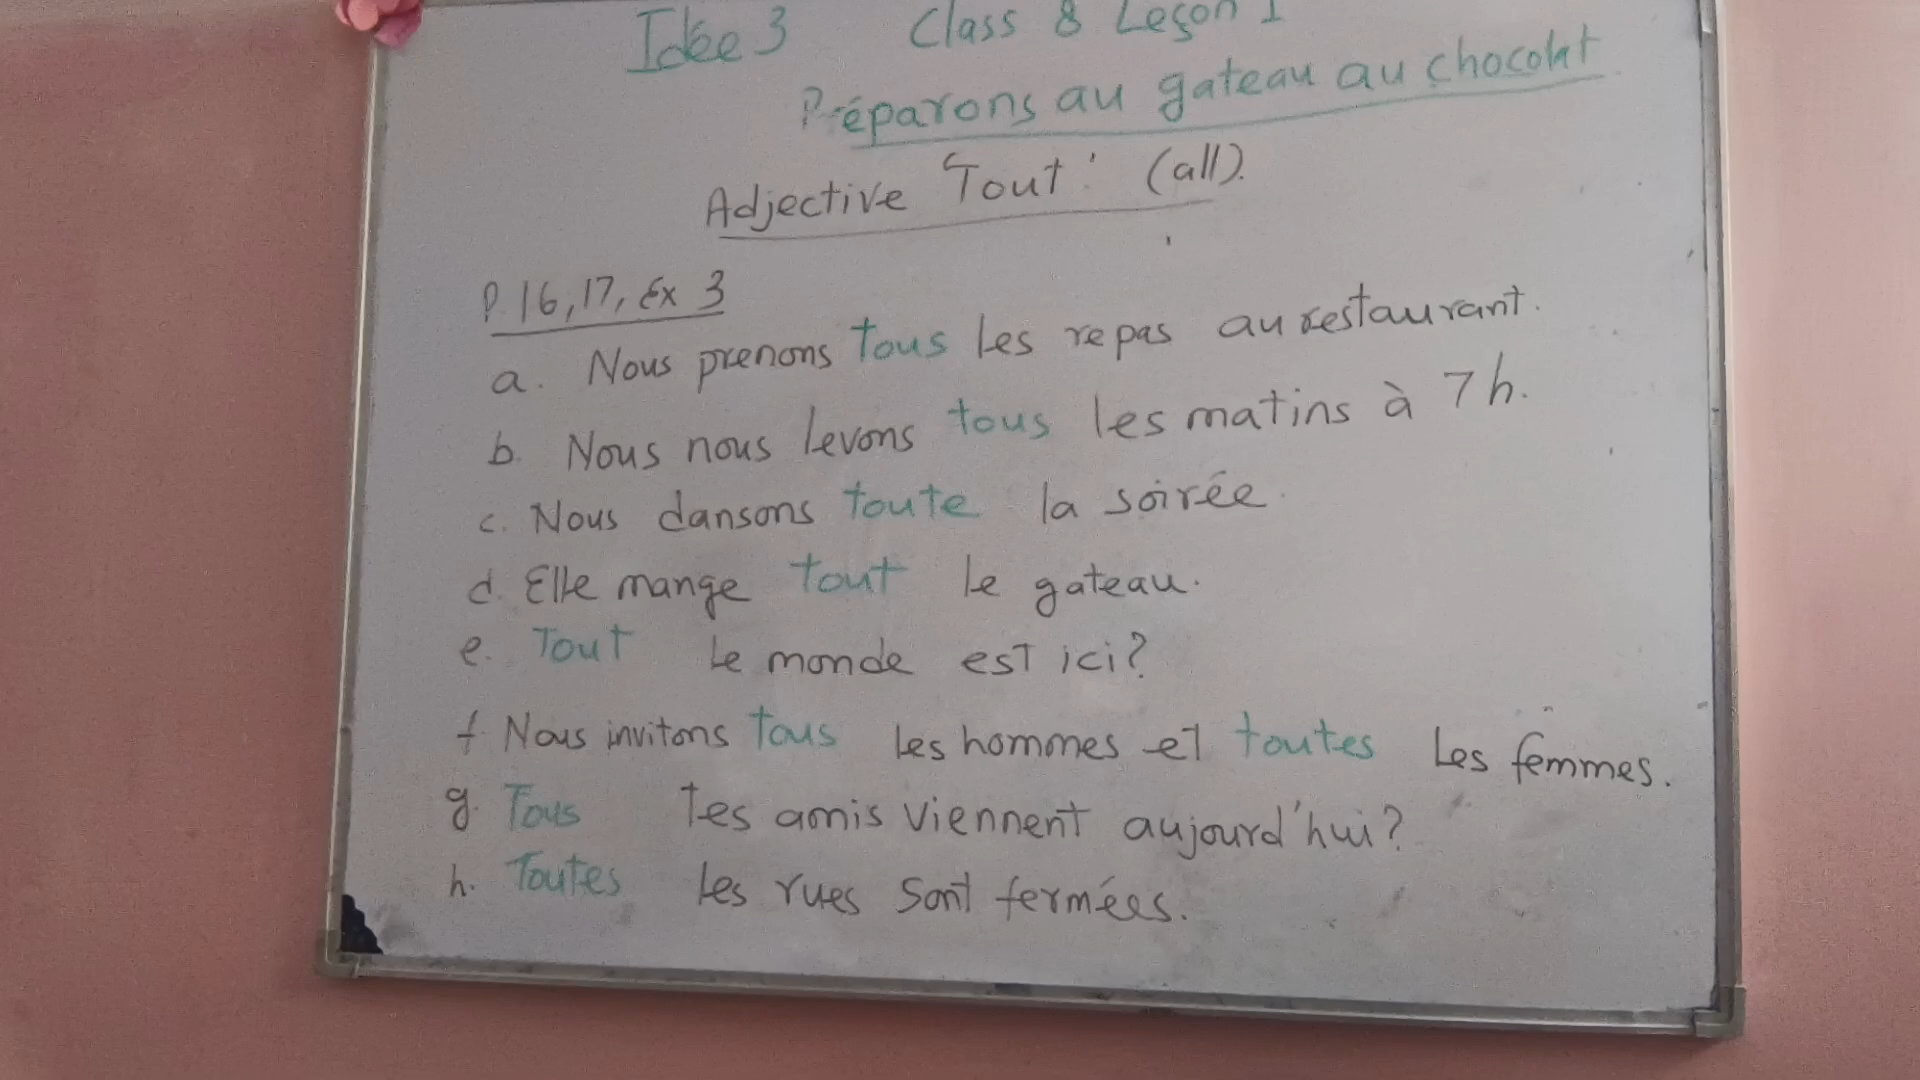 Idée 3 Class 8 Leçon 1
Préparons au gateau au chocolat
Adjective 'Tout' (all).
P. 16, 17, Ex 3
a. Nous prenons tous les repas au restaurant.
b. Nous nous levons tous les matins à 7 h.
c. Nous dansons toute la soirée.
d. Elle mange tout le gateau.
e. Tout le monde est ici?
f. Nous invitons tous les hommes et toutes les femmes.
g. Tous tes amis viennent aujourd'hui?
h. Toutes les rues sont fermées.